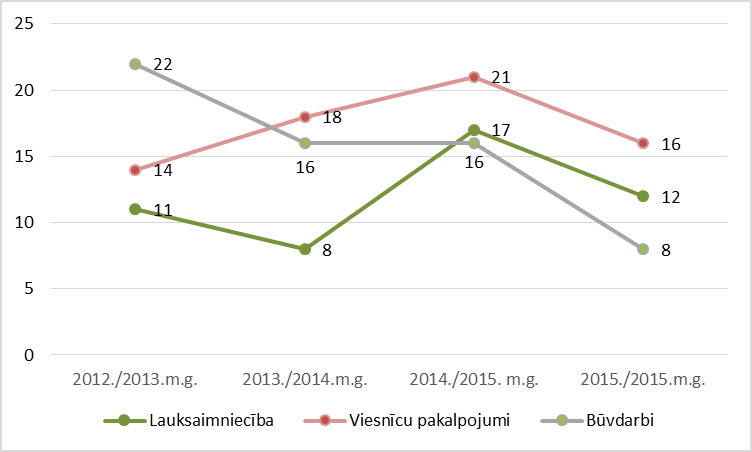 25
22
21
20
18
17
16
16
16
15
14
12
11
10
8
8
5
0
2012./2013.m.g.
2013./2014.m.g.
2014./2015. m.g.
2015./2015.m.g.
Lauksaimniecība
Viesnīcu pakalpojumi
Būvdarbi